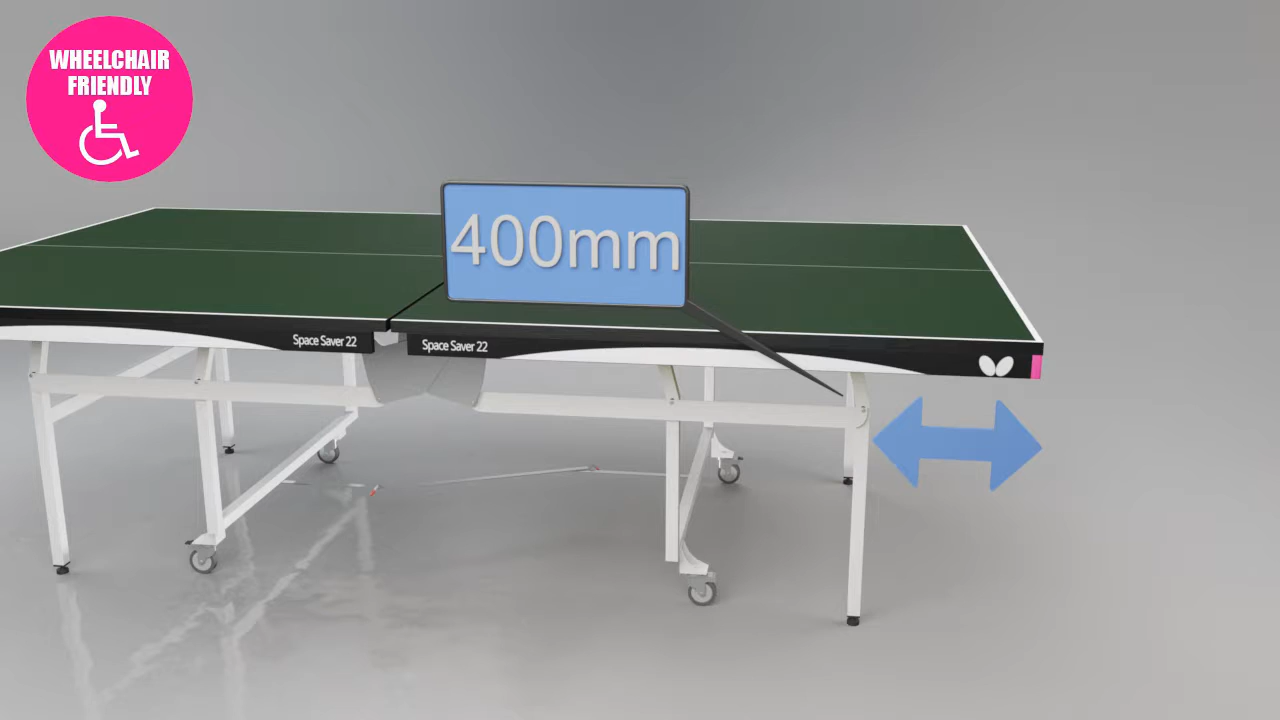 WHEELCHAIR
FRIENDLY
400mm
Space Saver 22
Space Saver 22